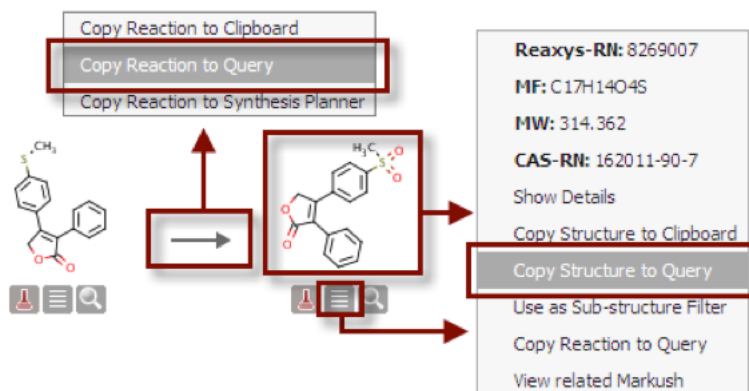 Copy Reaction to Clipboard
Copy Reaction to Query
Copy Reaction to Synthesis Planner
CH₃
S
O
O
H₃C
S
O
O
O
O
Reaxys-RN: 8269007
MF: C17H14O4S
MW: 314.362
CAS-RN: 162011-90-7
Show Details
Copy Structure to Clipboard
Copy Structure to Query
Use as Sub-structure Filter
Copy Reaction to Query
View related Markush